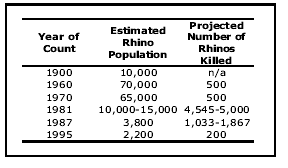 Year of Count Estimated Rhino Population Projected Number of Rhinos Killed
1900 10,000 n/a
1960 70,000 500
1970 65,000 500
1981 10,000-15,000 4,545-5,000
1987 3,800 1,033-1,867
1995 2,200 200